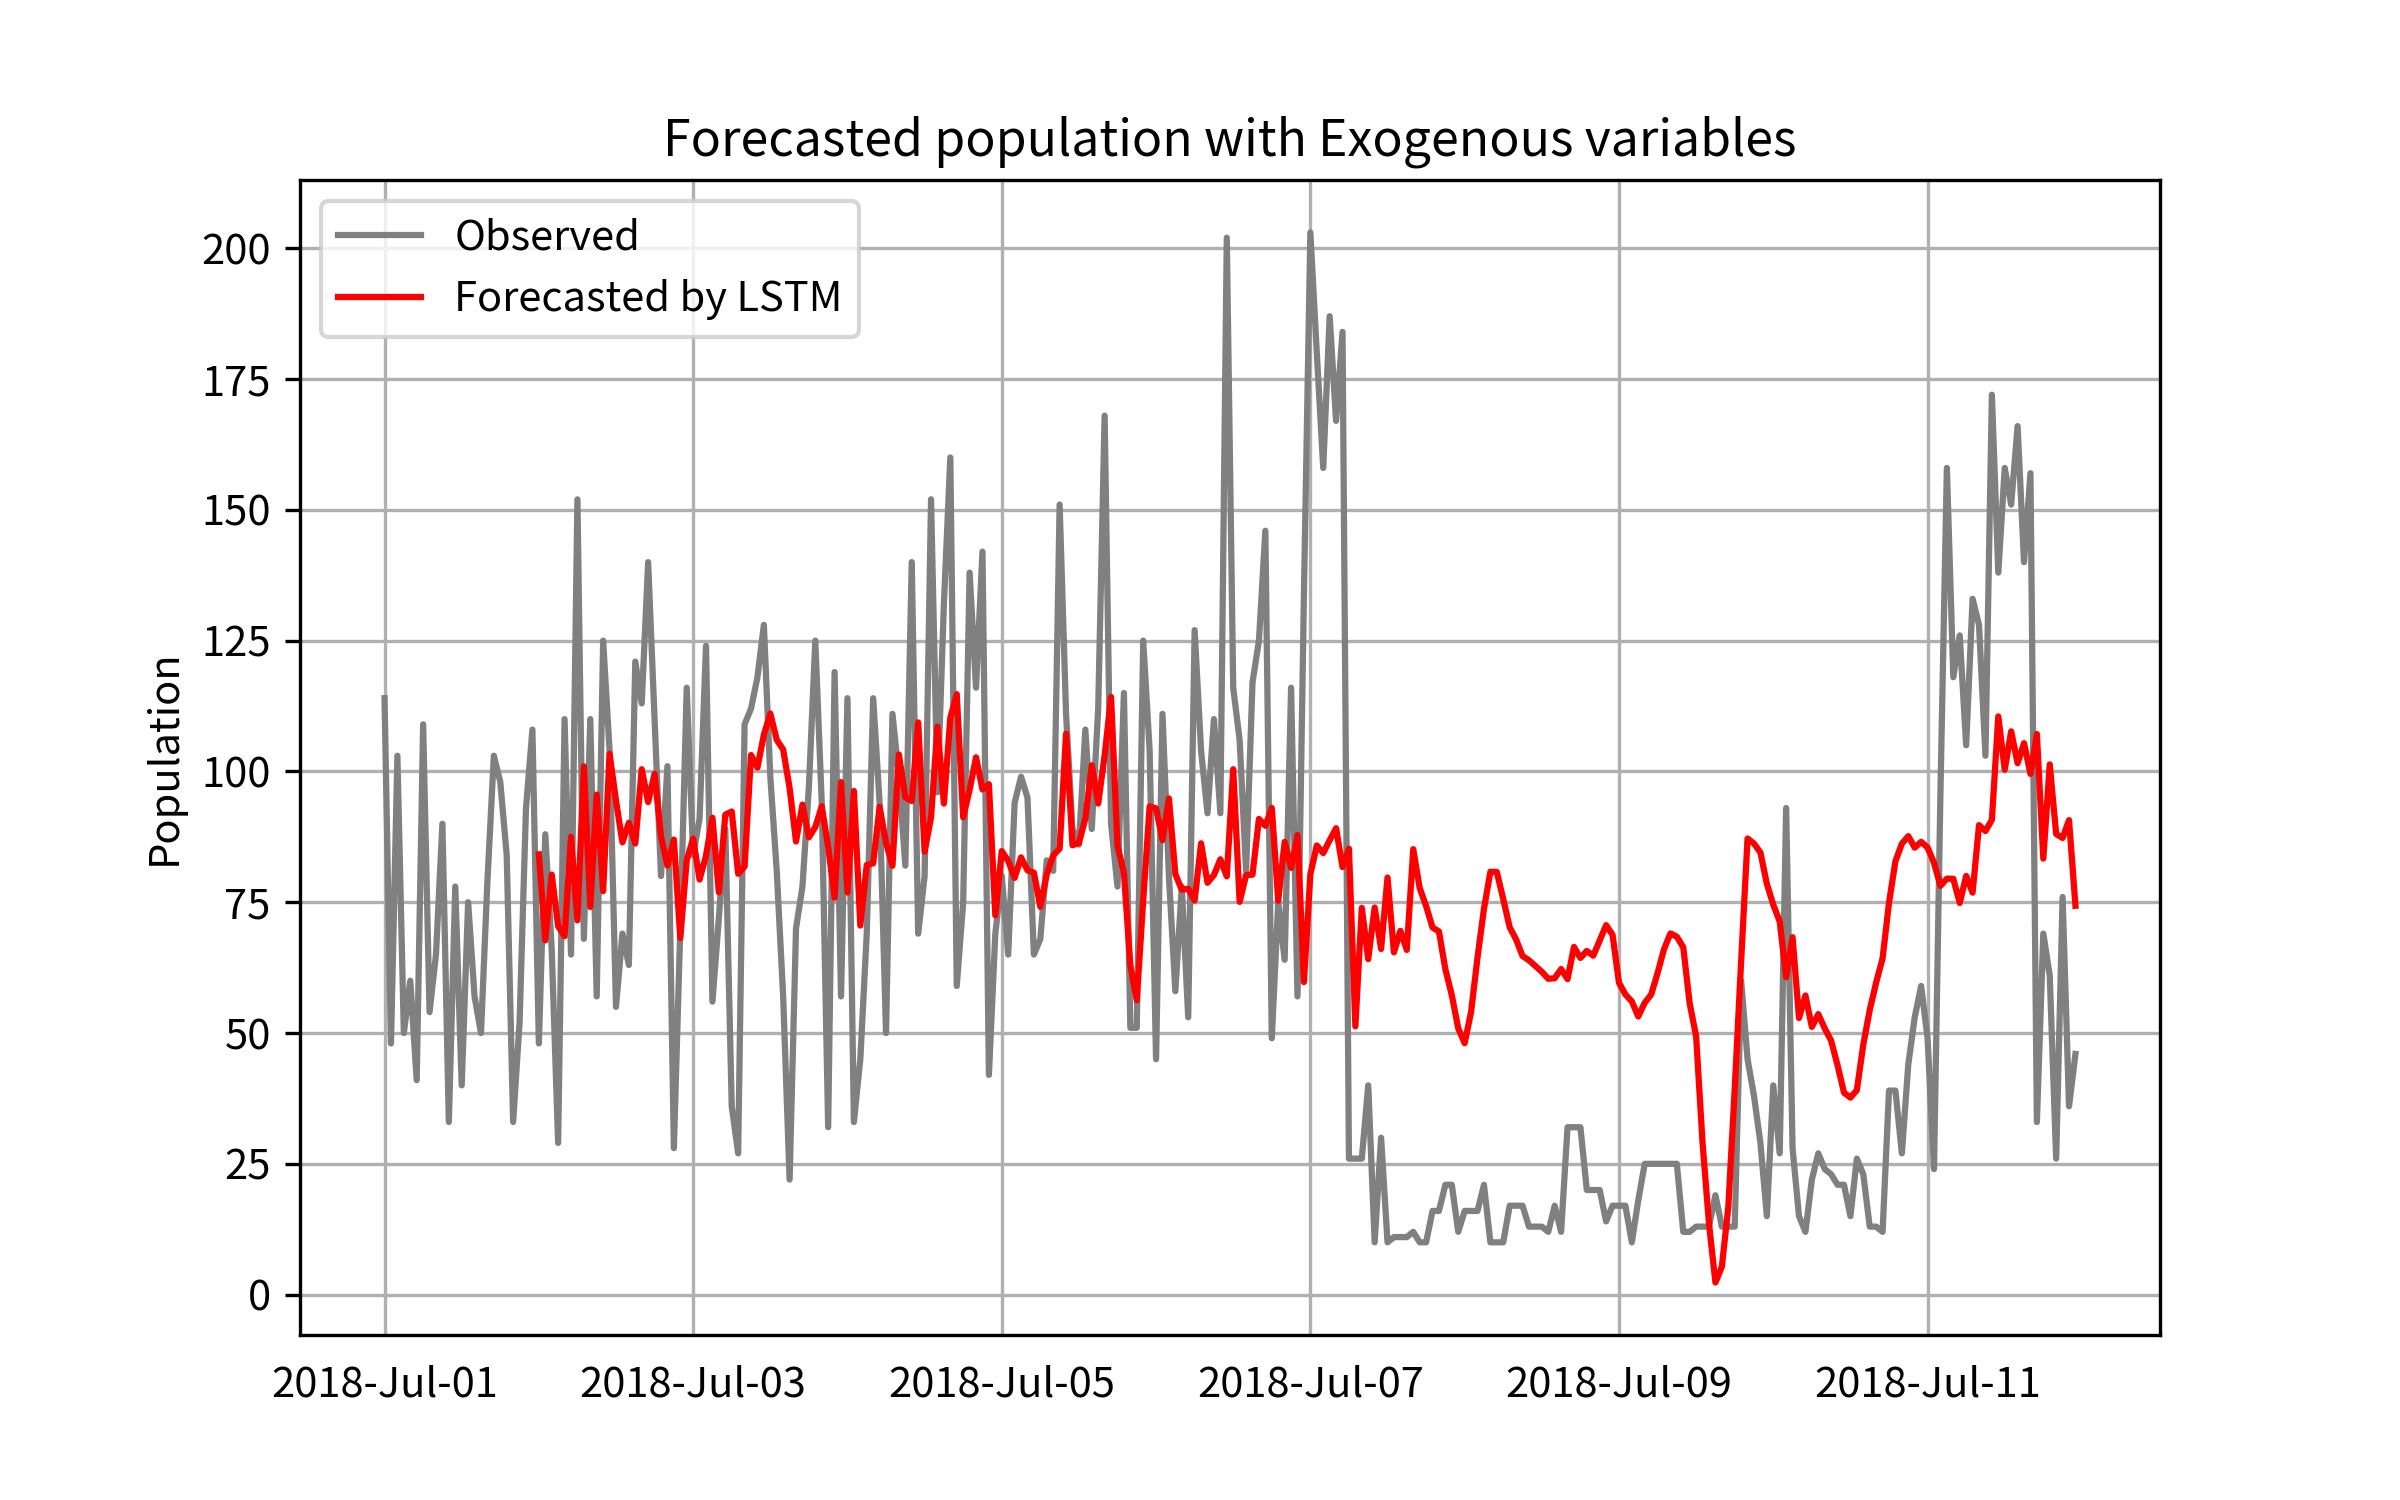 Forecasted population with Exogenous variables
Observed
Forecasted by LSTM
Population
200
175
150
125
100
75
50
25
0
2018-Jul-01 2018-Jul-03 2018-Jul-05 2018-Jul-07 2018-Jul-09 2018-Jul-11